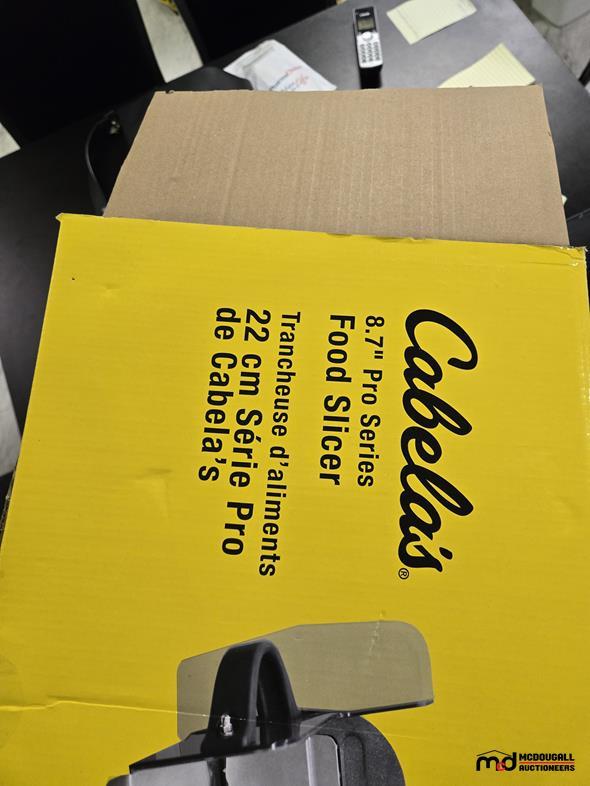 Cabela's®
8.7" Pro Series
Food Slicer
Trancheuse d'aliments
22 cm Série Pro
de Cabela's
m&d MCDOUGALL
AUCTIONEERS